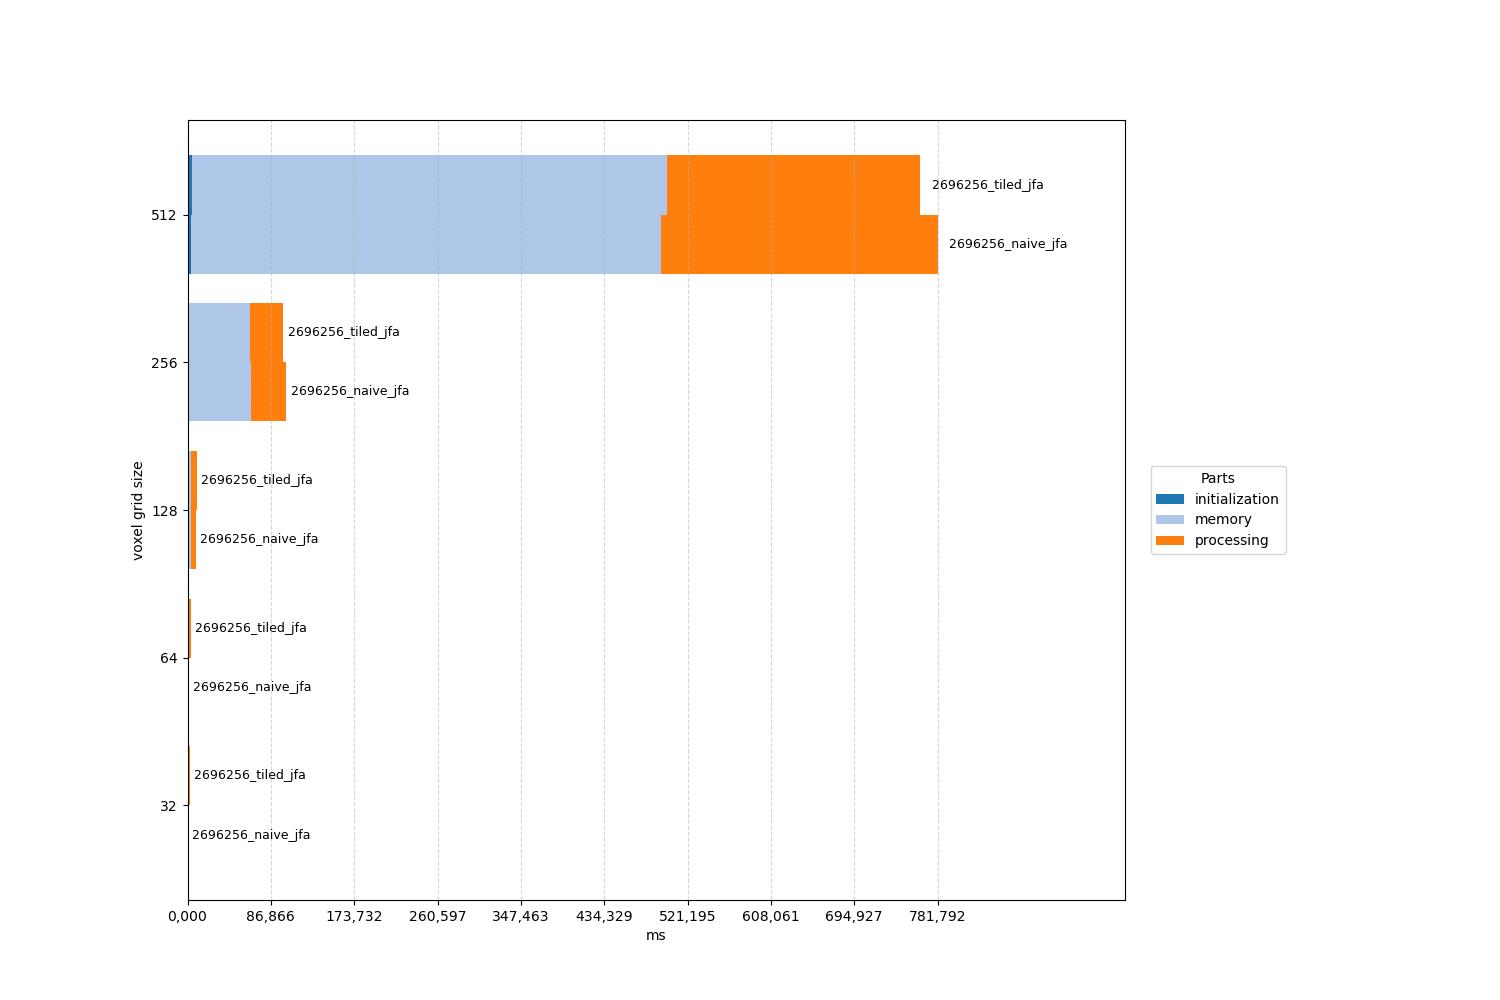 2696256_tiled_jfa
512
2696256_naive_jfa
2696256_tiled_jfa
256
2696256_naive_jfa
voxel grid size
2696256_tiled_jfa
128
2696256_naive_jfa
2696256_tiled_jfa
64
2696256_naive_jfa
2696256_tiled_jfa
32
2696256_naive_jfa
0,000 86,866 173,732 260,597 347,463 434,329 521,195 608,061 694,927 781,792
ms
Parts
initialization
memory
processing